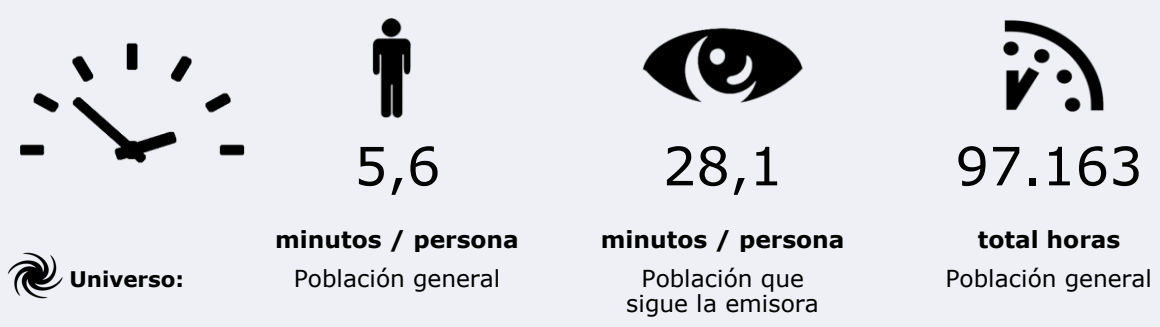 5,6
28,1
97.163
minutos / persona
minutos / persona
total horas
Universo:
Población general
Población que
sigue la emisora
Población general